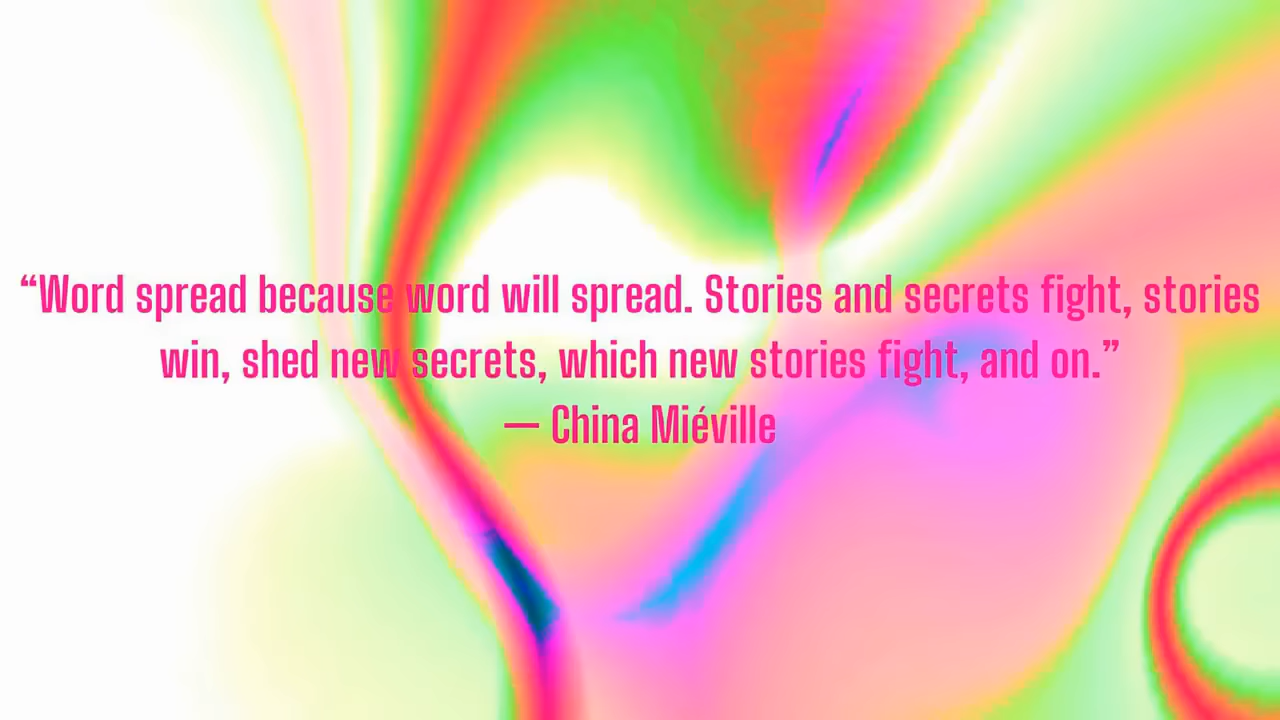 “Word spread because word will spread. Stories and secrets fight, stories
win, shed new secrets, which new stories fight, and on.”
— China Miéville